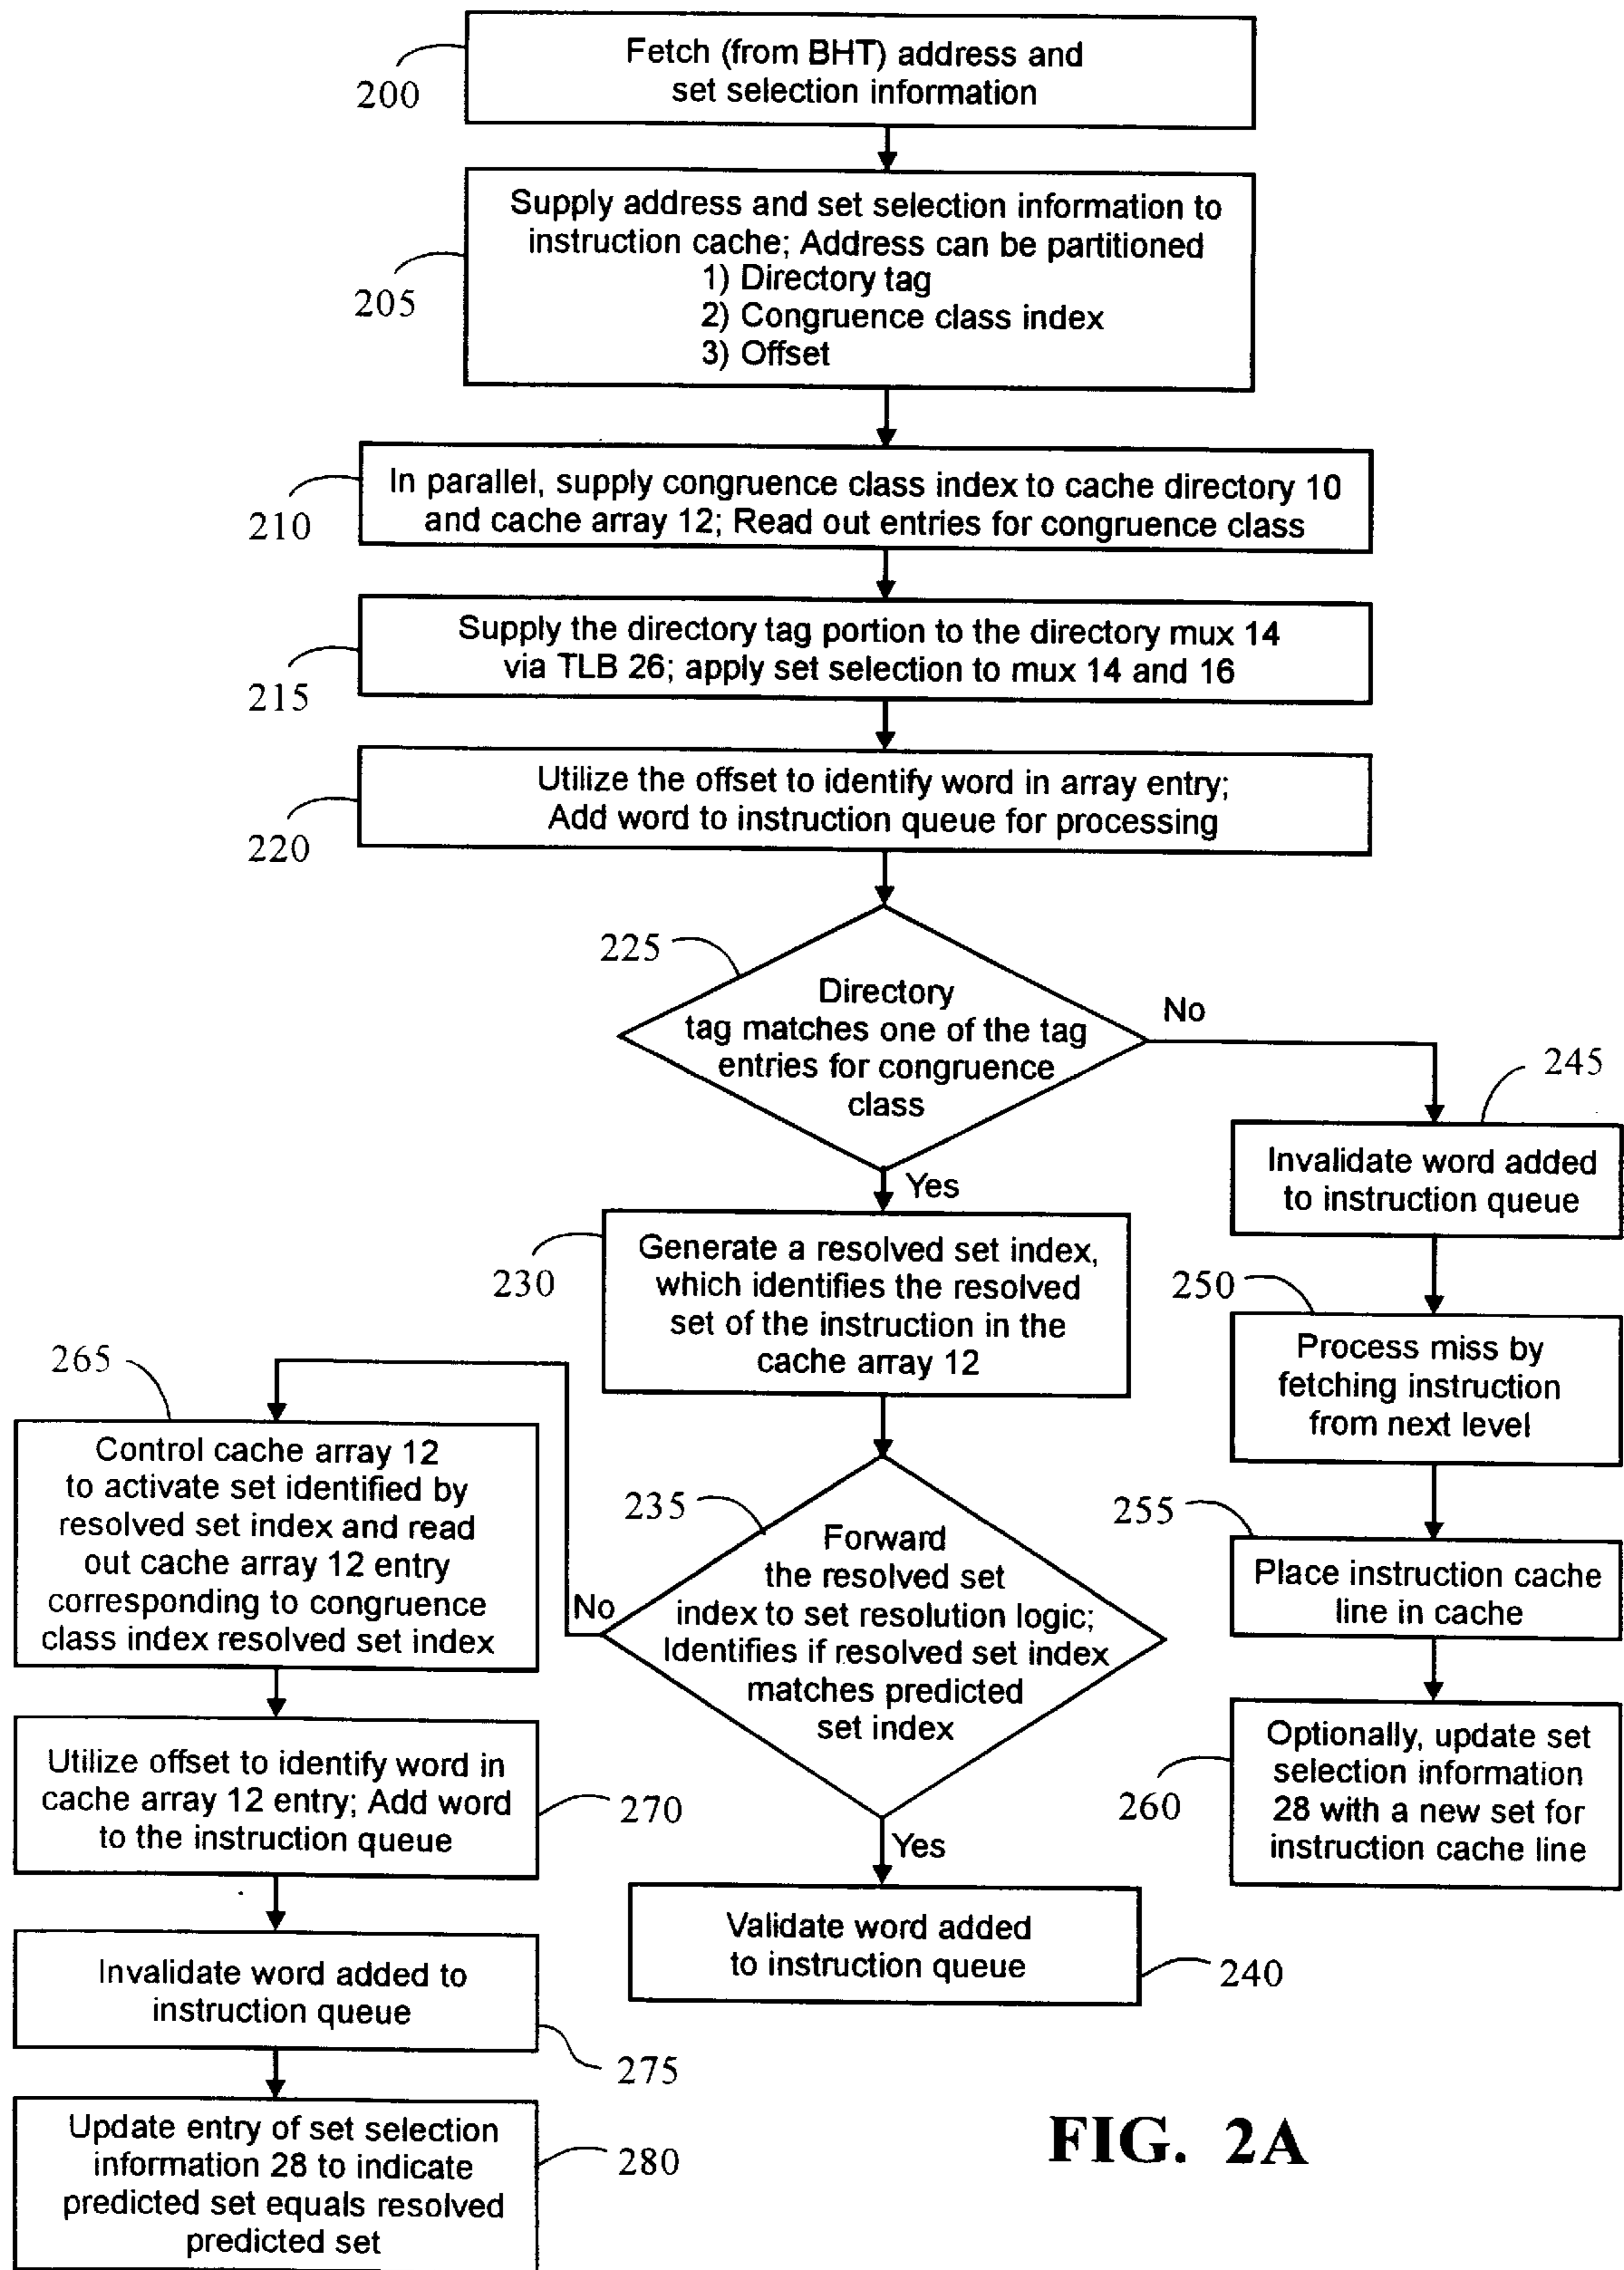 Fetch (from BHT) address and
set selection information
200
Supply address and set selection information to
instruction cache; Address can be partitioned
1) Directory tag
2) Congruence class index
3) Offset
205
In parallel, supply congruence class index to cache directory 10
and cache array 12; Read out entries for congruence class
210
Supply the directory tag portion to the directory mux 14
via TLB 26; apply set selection to mux 14 and 16
215
Utilize the offset to identify word in array entry;
Add word to instruction queue for processing
220
225
Directory
tag matches one of the tag
entries for congruence
class
No
Yes
245
Invalidate word added
to instruction queue
230
Generate a resolved set index,
which identifies the resolved
set of the instruction in the
cache array 12
250
Process miss by
fetching instruction
from next level
265
Control cache array 12
to activate set identified by
resolved set index and read
out cache array 12 entry
corresponding to congruence
class index resolved set index
235
Forward
the resolved set
index to set resolution logic;
Identifies if resolved set index
matches predicted
set index
No
Yes
255
Place instruction cache
line in cache
260
Optionally, update set
selection information
28 with a new set for
instruction cache line
Utilize offset to identify word in
cache array 12 entry; Add word
to the instruction queue
270
Validate word added
to instruction queue
240
Invalidate word added to
instruction queue
275
Update entry of set selection
information 28 to indicate
predicted set equals resolved
predicted set
280
FIG. 2A